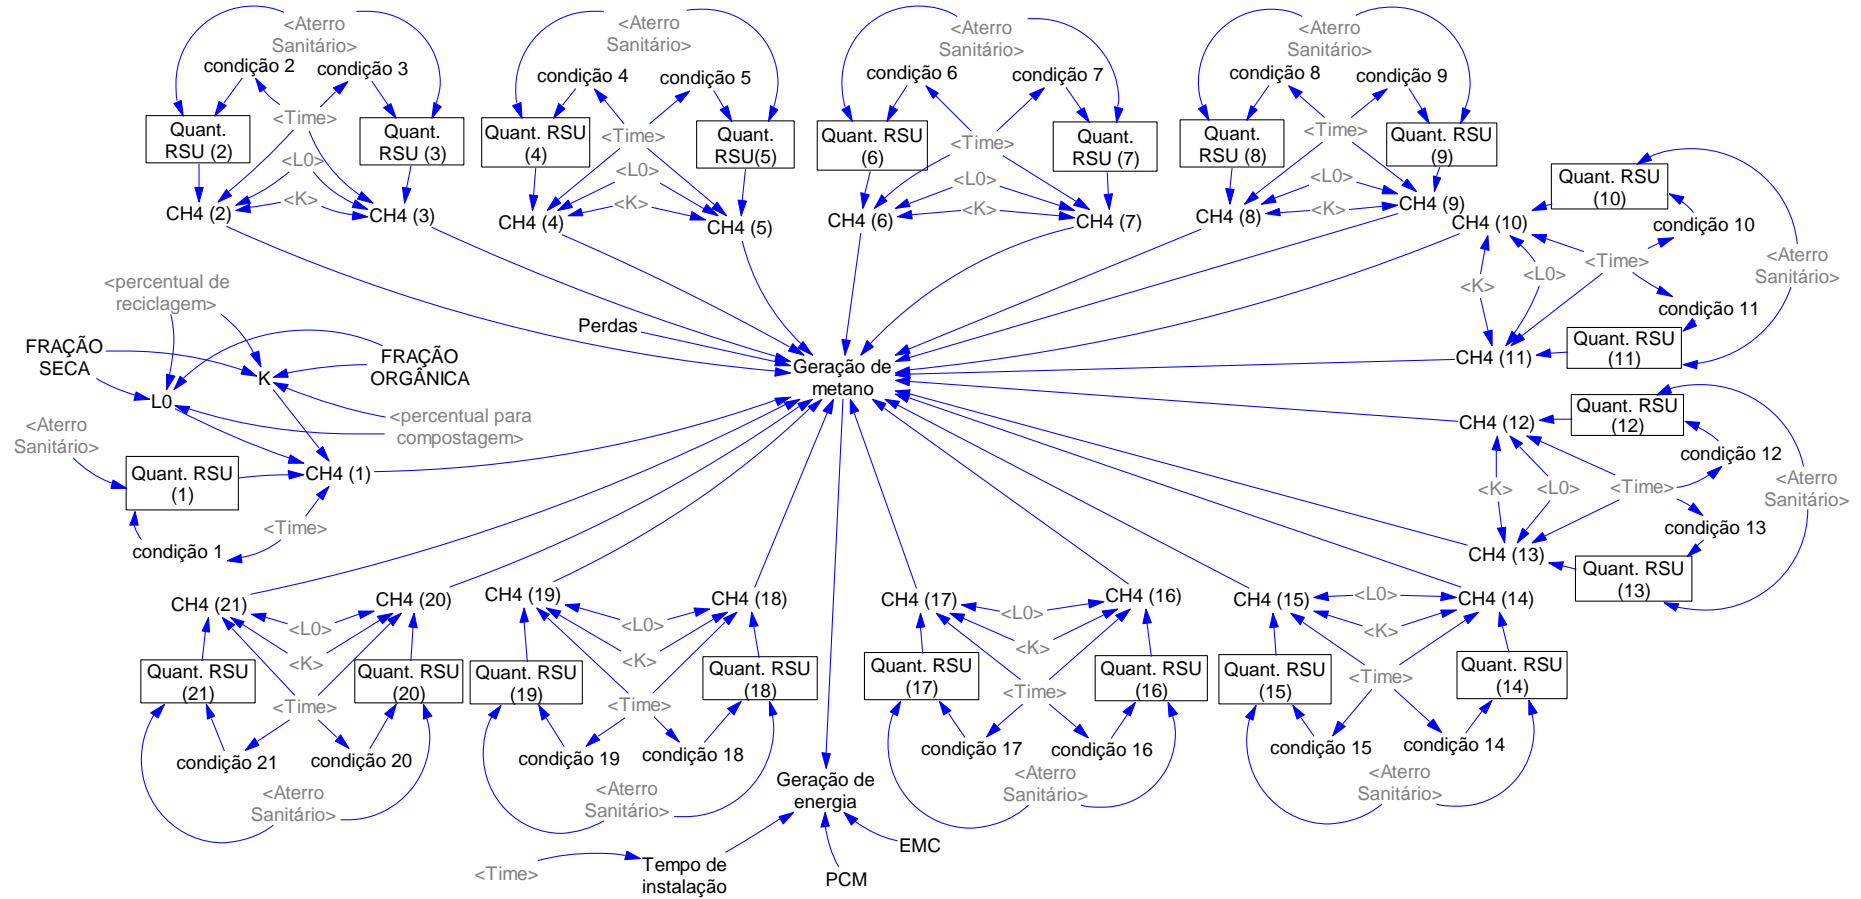 <Aterro
Sanitário>
condição 2
condição 3
<Time>
Quant.
RSU (2)
Quant.
RSU (3)
<L0>
<K>
CH4 (2)
CH4 (3)
<Aterro
Sanitário>
condição 4
condição 5
<Time>
Quant. RSU
(4)
Quant.
RSU(5)
<L0>
<K>
CH4 (4)
CH4 (5)
<Aterro
Sanitário>
condição 6
condição 7
<Time>
Quant. RSU
(6)
Quant.
RSU (7)
<L0>
<K>
CH4 (6)
CH4 (7)
<Aterro
Sanitário>
condição 8
condição 9
<Time>
Quant.
RSU (8)
Quant. RSU
(9)
<L0>
<K>
CH4 (8)
CH4 (9)
Quant. RSU
(10)
CH4 (10)
condição 10
<Time>
<Aterro
Sanitário>
<L0>
<K>
condição 11
CH4 (11)
Quant. RSU
(11)
<percentual de
reciclagem>
FRAÇÃO
SECA
FRAÇÃO
ORGÂNICA
K
L0
<percentual para
compostagem>
<Aterro
Sanitário>
Quant. RSU
(1)
CH4 (1)
<Time>
condição 1
Perdas
Geração de
metano
Quant. RSU
(12)
CH4 (12)
condição 12
<K>
<L0>
<Time>
<Aterro
Sanitário>
condição 13
CH4 (13)
Quant. RSU
(13)
CH4 (21)
CH4 (20)
<L0>
<K>
Quant. RSU
(21)
Quant. RSU
(20)
<Time>
condição 21
condição 20
<Aterro
Sanitário>
CH4 (19)
CH4 (18)
<L0>
<K>
Quant. RSU
(19)
Quant. RSU
(18)
<Time>
condição 19
condição 18
<Aterro
Sanitário>
CH4 (17)
CH4 (16)
<L0>
<K>
Quant. RSU
(17)
Quant. RSU
(16)
<Time>
condição 17
condição 16
<Aterro
Sanitário>
CH4 (15)
CH4 (14)
<L0>
<K>
Quant. RSU
(15)
Quant. RSU
(14)
<Time>
condição 15
condição 14
<Aterro
Sanitário>
Geração de
energia
EMC
PCM
Tempo de
instalação
<Time>